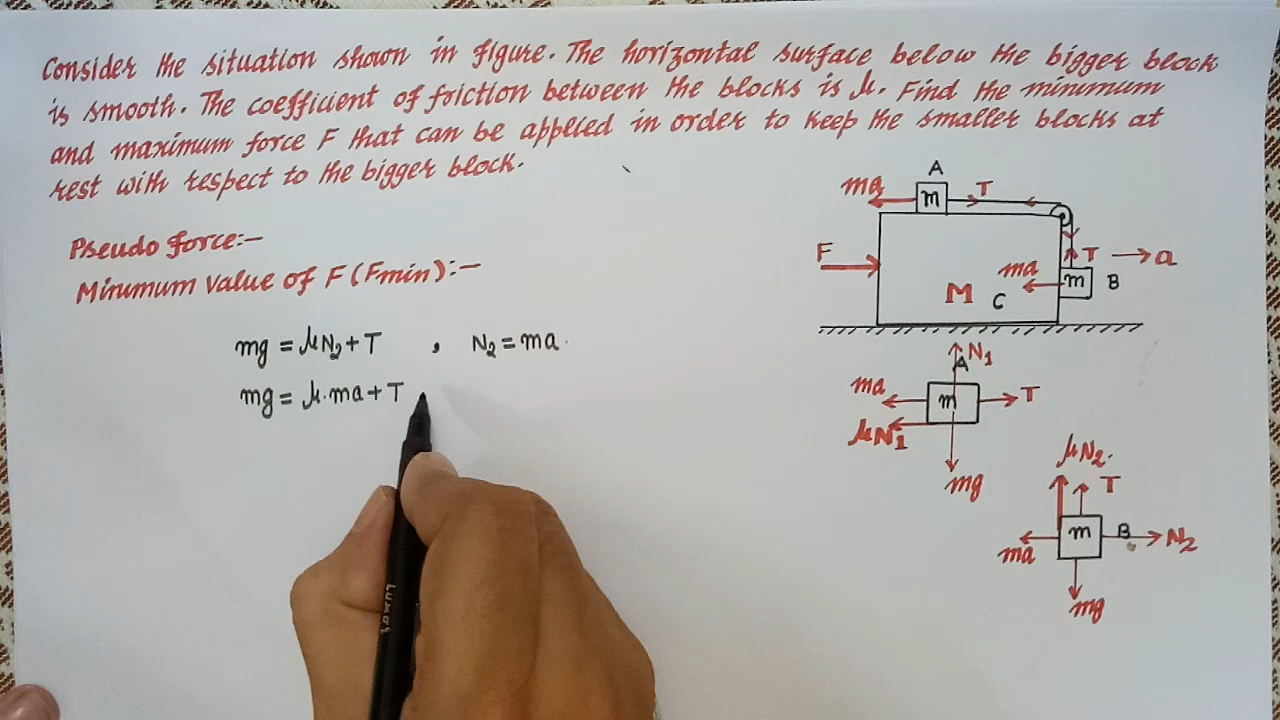 Consider the situation shown in figure. The horizontal surface below the bigger block
is smooth. The coefficient of friction between the blocks is μ. Find the minimum
and maximum force F that can be applied in order to keep the smaller blocks at
rest with respect to the bigger block.
Pseudo force:-
Minimum Value of F (Fmin):-
mg = μN₂ + T , N₂ = ma
mg = μ.ma + T
A
ma m T
F T → a
ma m B
M C
N₁
A
ma m T
μN₁
mg
μN₂
T
m B N₂
ma
mg
Luxor